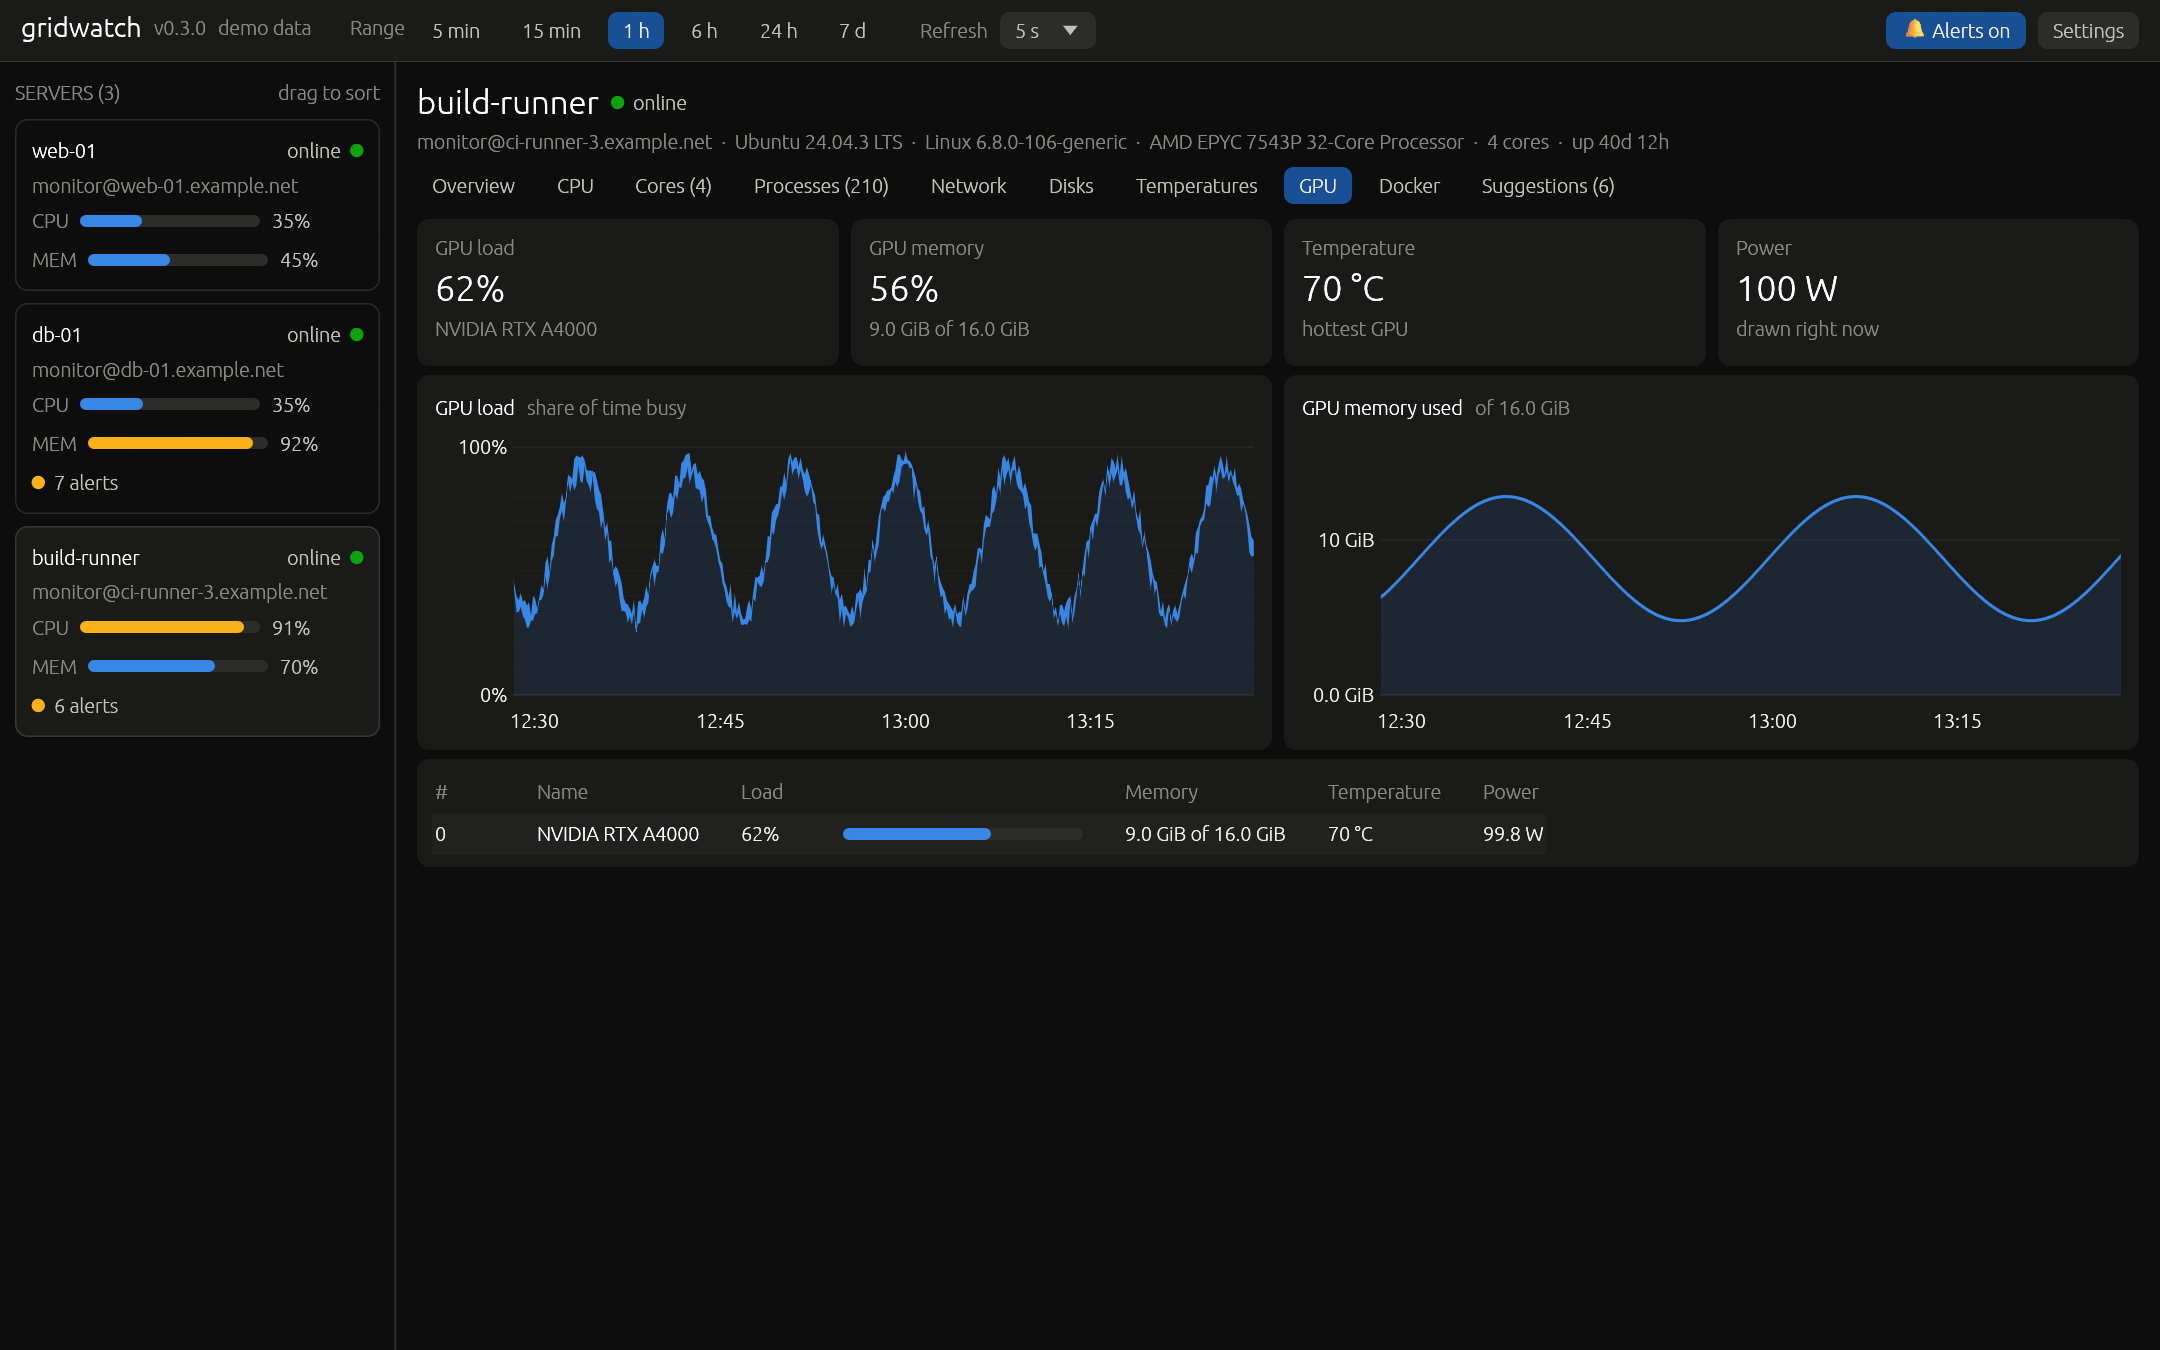 gridwatch v0.3.0 demo data Range 5 min 15 min 1 h 6 h 24 h 7 d Refresh 5 s Alerts on Settings
SERVERS (3) drag to sort
web-01 online
monitor@web-01.example.net
CPU 35%
MEM 45%
db-01 online
monitor@db-01.example.net
CPU 35%
MEM 92%
7 alerts
build-runner online
monitor@ci-runner-3.example.net
CPU 91%
MEM 70%
6 alerts
build-runner online
monitor@ci-runner-3.example.net · Ubuntu 24.04.3 LTS · Linux 6.8.0-106-generic · AMD EPYC 7543P 32-Core Processor · 4 cores · up 40d 12h
Overview CPU Cores (4) Processes (210) Network Disks Temperatures GPU Docker Suggestions (6)
GPU load
62%
NVIDIA RTX A4000
GPU memory
56%
9.0 GiB of 16.0 GiB
Temperature
70 °C
hottest GPU
Power
100 W
drawn right now
GPU load share of time busy
100%
0%
12:30 12:45 13:00 13:15
GPU memory used of 16.0 GiB
10 GiB
0.0 GiB
12:30 12:45 13:00 13:15
# Name Load Memory Temperature Power
0 NVIDIA RTX A4000 62% 9.0 GiB of 16.0 GiB 70 °C 99.8 W